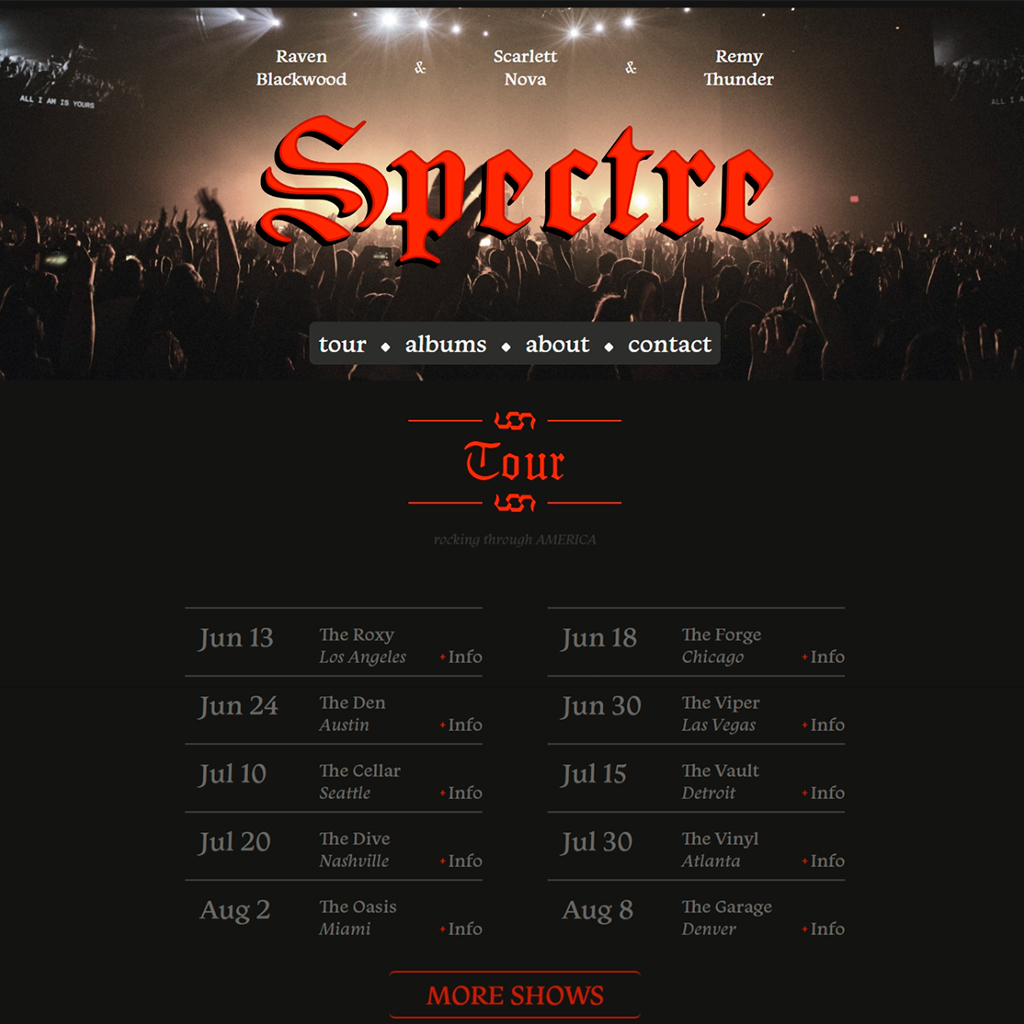 Raven Blackwood & Scarlett Nova & Remy Thunder
ALL I AM IS YOURS
ALL I A
Spectre
tour ◆ albums ◆ about ◆ contact
Tour
rocking through AMERICA
Jun 13 The Roxy
Los Angeles +Info
Jun 18 The Forge
Chicago +Info
Jun 24 The Den
Austin +Info
Jun 30 The Viper
Las Vegas +Info
Jul 10 The Cellar
Seattle +Info
Jul 15 The Vault
Detroit +Info
Jul 20 The Dive
Nashville +Info
Jul 30 The Vinyl
Atlanta +Info
Aug 2 The Oasis
Miami +Info
Aug 8 The Garage
Denver +Info
MORE SHOWS